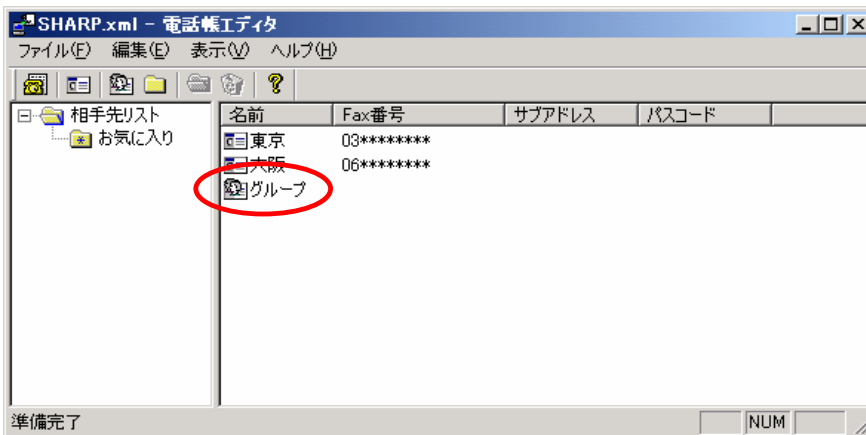 SHARP.xml - 電話帳エディタ
ファイル(F) 編集(E) 表示(V) ヘルプ(H)
相手先リスト
お気に入り
名前 Fax番号 サブアドレス パスコード
東京 03********
大阪 06********
グループ
準備完了 NUM